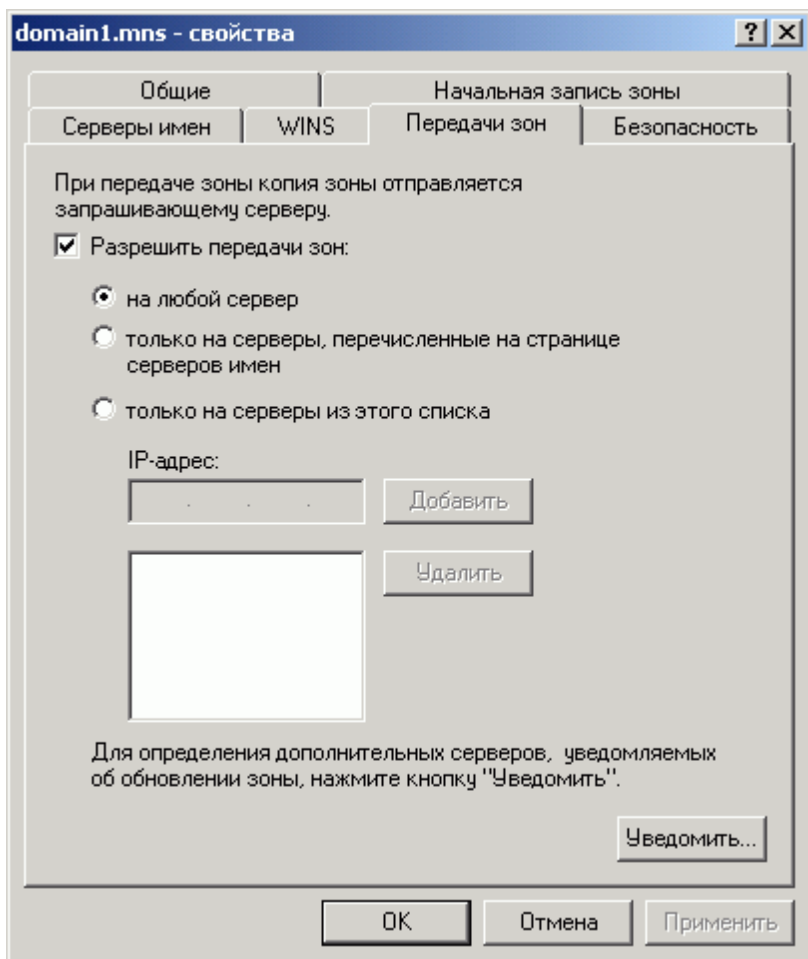 domain1.mns - свойства
Общие
Начальная запись зоны
Серверы имен
WINS
Передачи зон
Безопасность
При передаче зоны копия зоны отправляется
запрашивающему серверу.
Разрешить передачи зон:
на любой сервер
только на серверы, перечисленные на странице
серверов имен
только на серверы из этого списка
IP-адрес:
Добавить
Удалить
Для определения дополнительных серверов, уведомляемых
об обновлении зоны, нажмите кнопку "Уведомить".
Уведомить...
OK
Отмена
Применить